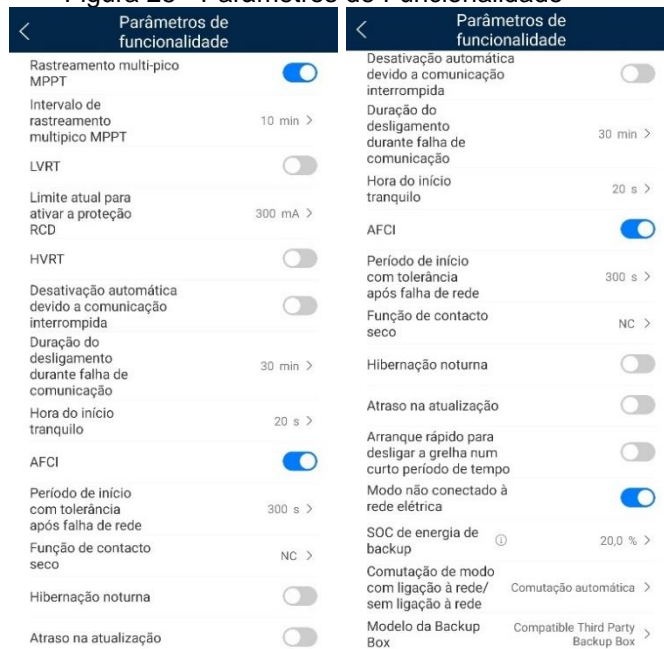 Parâmetros de
funcionalidade
Rastreamento multi-pico
MPPT
Intervalo de
rastreamento
multipico MPPT
10 min >
LVRT
Limite atual para
ativar a proteção
RCD
300 mA >
HVRT
Desativação automática
devido a comunicação
interrompida
Duração do
desligamento
durante falha de
comunicação
30 min >
Hora do início
tranquilo
20 s >
AFCI
Período de início
com tolerância
após falha de rede
300 s >
Função de contacto
seco
NC >
Hibernação noturna
Atraso na atualização
Parâmetros de
funcionalidade
Desativação automática
devido a comunicação
interrompida
Duração do
desligamento
durante falha de
comunicação
30 min >
Hora do início
tranquilo
20 s >
AFCI
Período de início
com tolerância
após falha de rede
300 s >
Função de contacto
seco
NC >
Hibernação noturna
Atraso na atualização
Arranque rápido para
desligar a grelha num
curto período de tempo
Modo não conectado à
rede elétrica
SOC de energia de
backup
20,0 % >
Comutação de modo
com ligação à rede/
sem ligação à rede
Comutação automática >
Modelo da Backup
Box
Compatible Third Party
Backup Box >